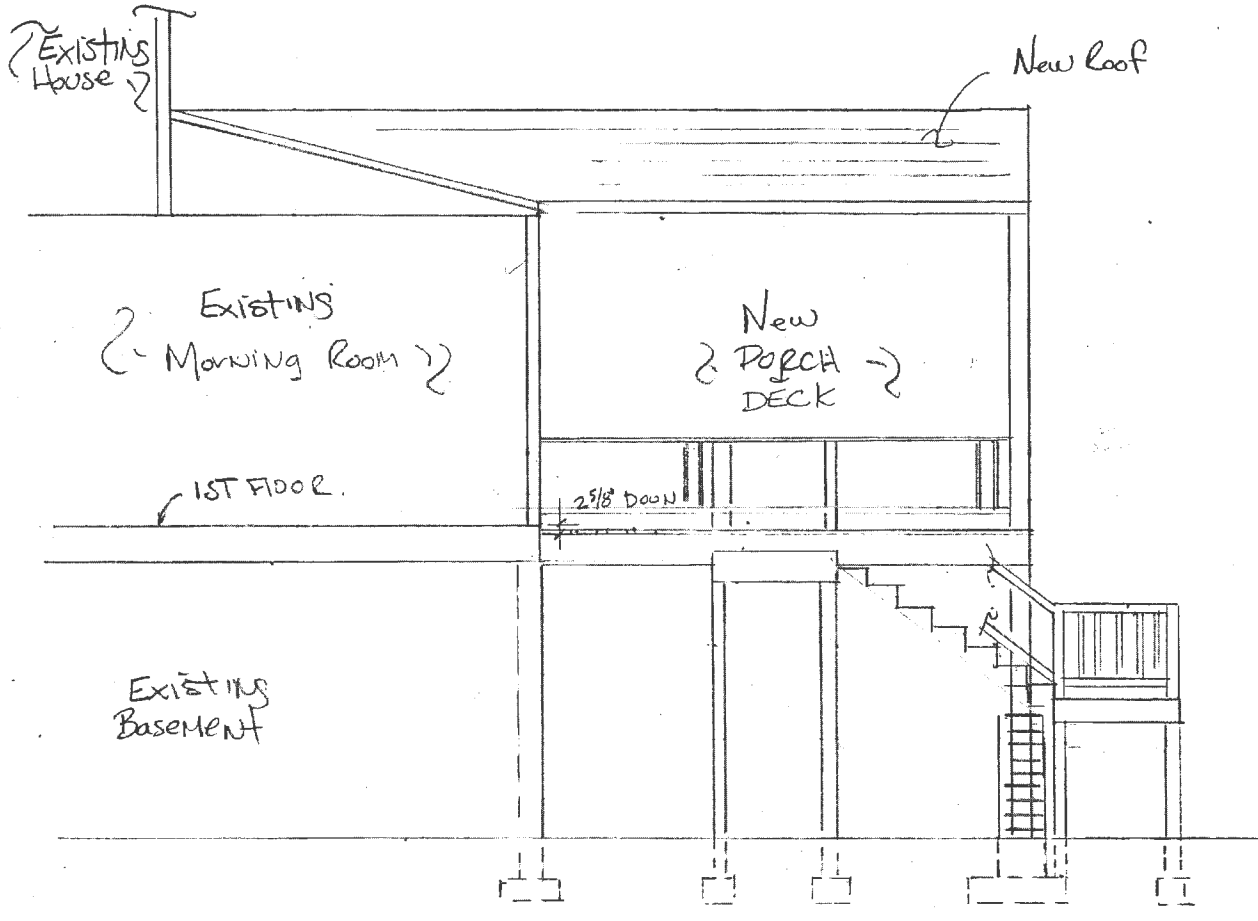 Existing
House
New Roof
Existing
Morning Room
New
PORCH
DECK
1ST FLOOR.
2 5/8" DOWN
Existing
Basement